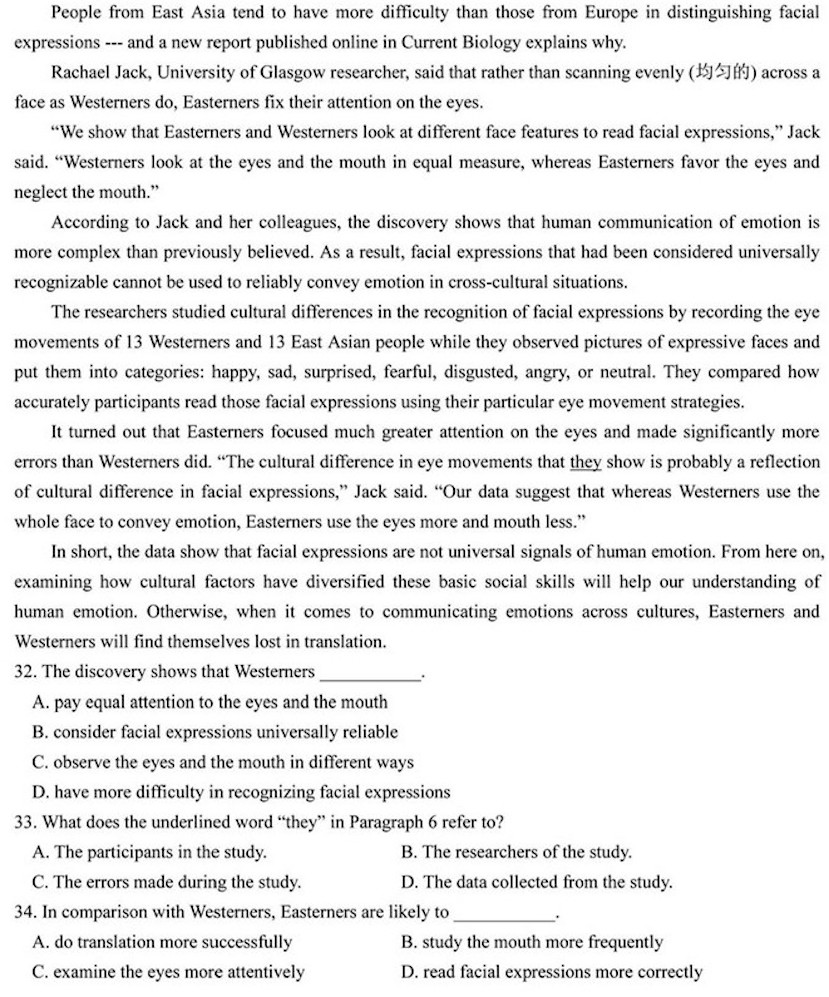 People from East Asia tend to have more difficulty than those from Europe in distinguishing facial
expressions --- and a new report published online in Current Biology explains why.
Rachael Jack, University of Glasgow researcher, said that rather than scanning evenly (均匀的) across a
face as Westerners do, Easterners fix their attention on the eyes.
“We show that Easterners and Westerners look at different face features to read facial expressions,” Jack
said. “Westerners look at the eyes and the mouth in equal measure, whereas Easterners favor the eyes and
neglect the mouth.”
According to Jack and her colleagues, the discovery shows that human communication of emotion is
more complex than previously believed. As a result, facial expressions that had been considered universally
recognizable cannot be used to reliably convey emotion in cross-cultural situations.
The researchers studied cultural differences in the recognition of facial expressions by recording the eye
movements of 13 Westerners and 13 East Asian people while they observed pictures of expressive faces and
put them into categories: happy, sad, surprised, fearful, disgusted, angry, or neutral. They compared how
accurately participants read those facial expressions using their particular eye movement strategies.
It turned out that Easterners focused much greater attention on the eyes and made significantly more
errors than Westerners did. “The cultural difference in eye movements that they show is probably a reflection
of cultural difference in facial expressions,” Jack said. “Our data suggest that whereas Westerners use the
whole face to convey emotion, Easterners use the eyes more and mouth less.”
In short, the data show that facial expressions are not universal signals of human emotion. From here on,
examining how cultural factors have diversified these basic social skills will help our understanding of
human emotion. Otherwise, when it comes to communicating emotions across cultures, Easterners and
Westerners will find themselves lost in translation.
32. The discovery shows that Westerners ___________.
A. pay equal attention to the eyes and the mouth
B. consider facial expressions universally reliable
C. observe the eyes and the mouth in different ways
D. have more difficulty in recognizing facial expressions
33. What does the underlined word “they” in Paragraph 6 refer to?
A. The participants in the study. B. The researchers of the study.
C. The errors made during the study. D. The data collected from the study.
34. In comparison with Westerners, Easterners are likely to ___________.
A. do translation more successfully B. study the mouth more frequently
C. examine the eyes more attentively D. read facial expressions more correctly